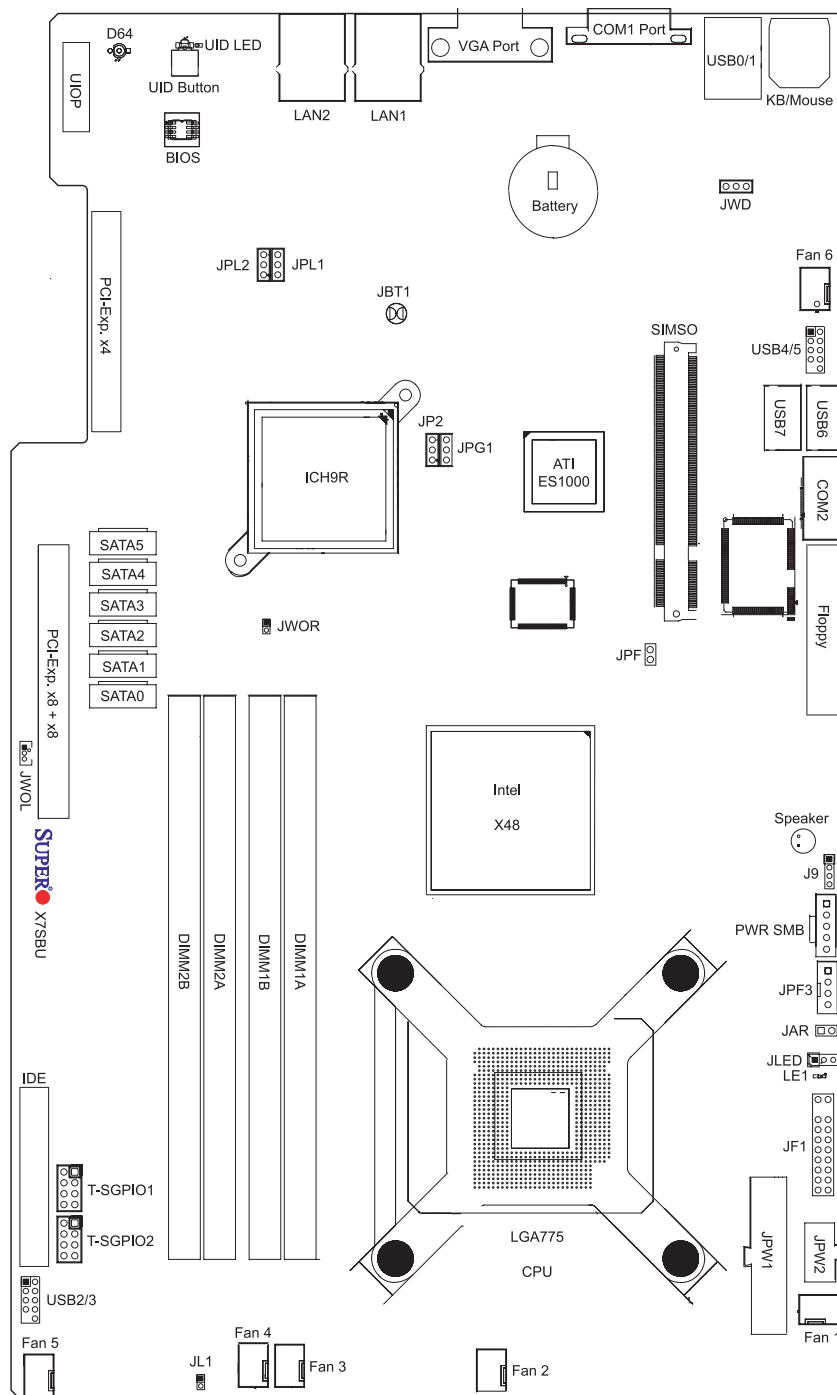 D64
UID LED
UID Button
UIOP
BIOS
LAN2
LAN1
VGA Port
COM1 Port
USB0/1
KB/Mouse
Battery
JWD
Fan 6
JPL2
JPL1
JBT1
SIMSO
USB4/5
PCI-Exp. x4
USB7
USB6
JP2
JPG1
ICH9R
ATI
ES1000
COM2
SATA5
SATA4
SATA3
SATA2
SATA1
SATA0
Floppy
JWOR
JPF
PCI-Exp. x8 + x8
JWOL
Intel
X48
Speaker
J9
SUPER
X7SBU
PWR SMB
DIMM2B
DIMM2A
DIMM1B
DIMM1A
JPF3
JAR
JLED
LE1
IDE
JF1
T-SGPIO1
T-SGPIO2
LGA775
CPU
JPW1
JPW2
USB2/3
Fan 5
JL1
Fan 4
Fan 3
Fan 2
Fan 1